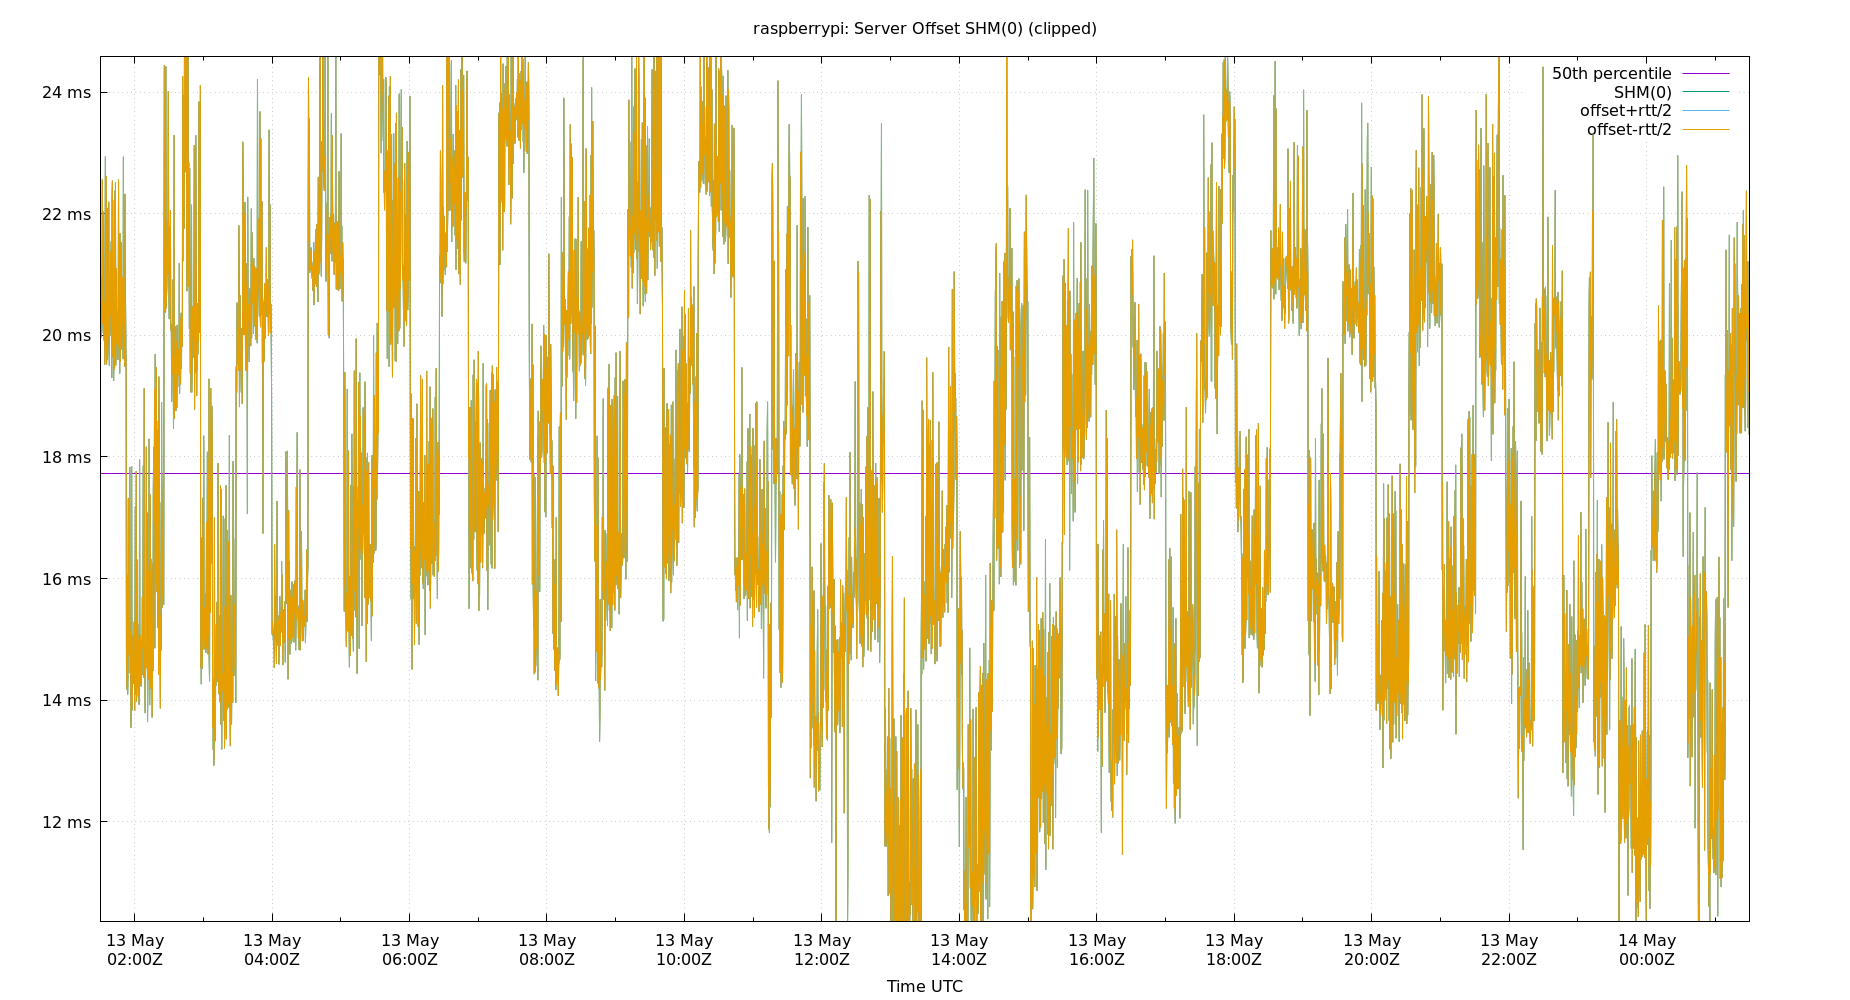 raspberrypi: Server Offset SHM(0) (clipped)
50th percentile
SHM(0)
offset+rtt/2
offset-rtt/2
24 ms
22 ms
20 ms
18 ms
16 ms
14 ms
12 ms
13 May 13 May 13 May 13 May 13 May 13 May 13 May 13 May 13 May 13 May 13 May 14 May
02:00Z 04:00Z 06:00Z 08:00Z 10:00Z 12:00Z 14:00Z 16:00Z 18:00Z 20:00Z 22:00Z 00:00Z
Time UTC